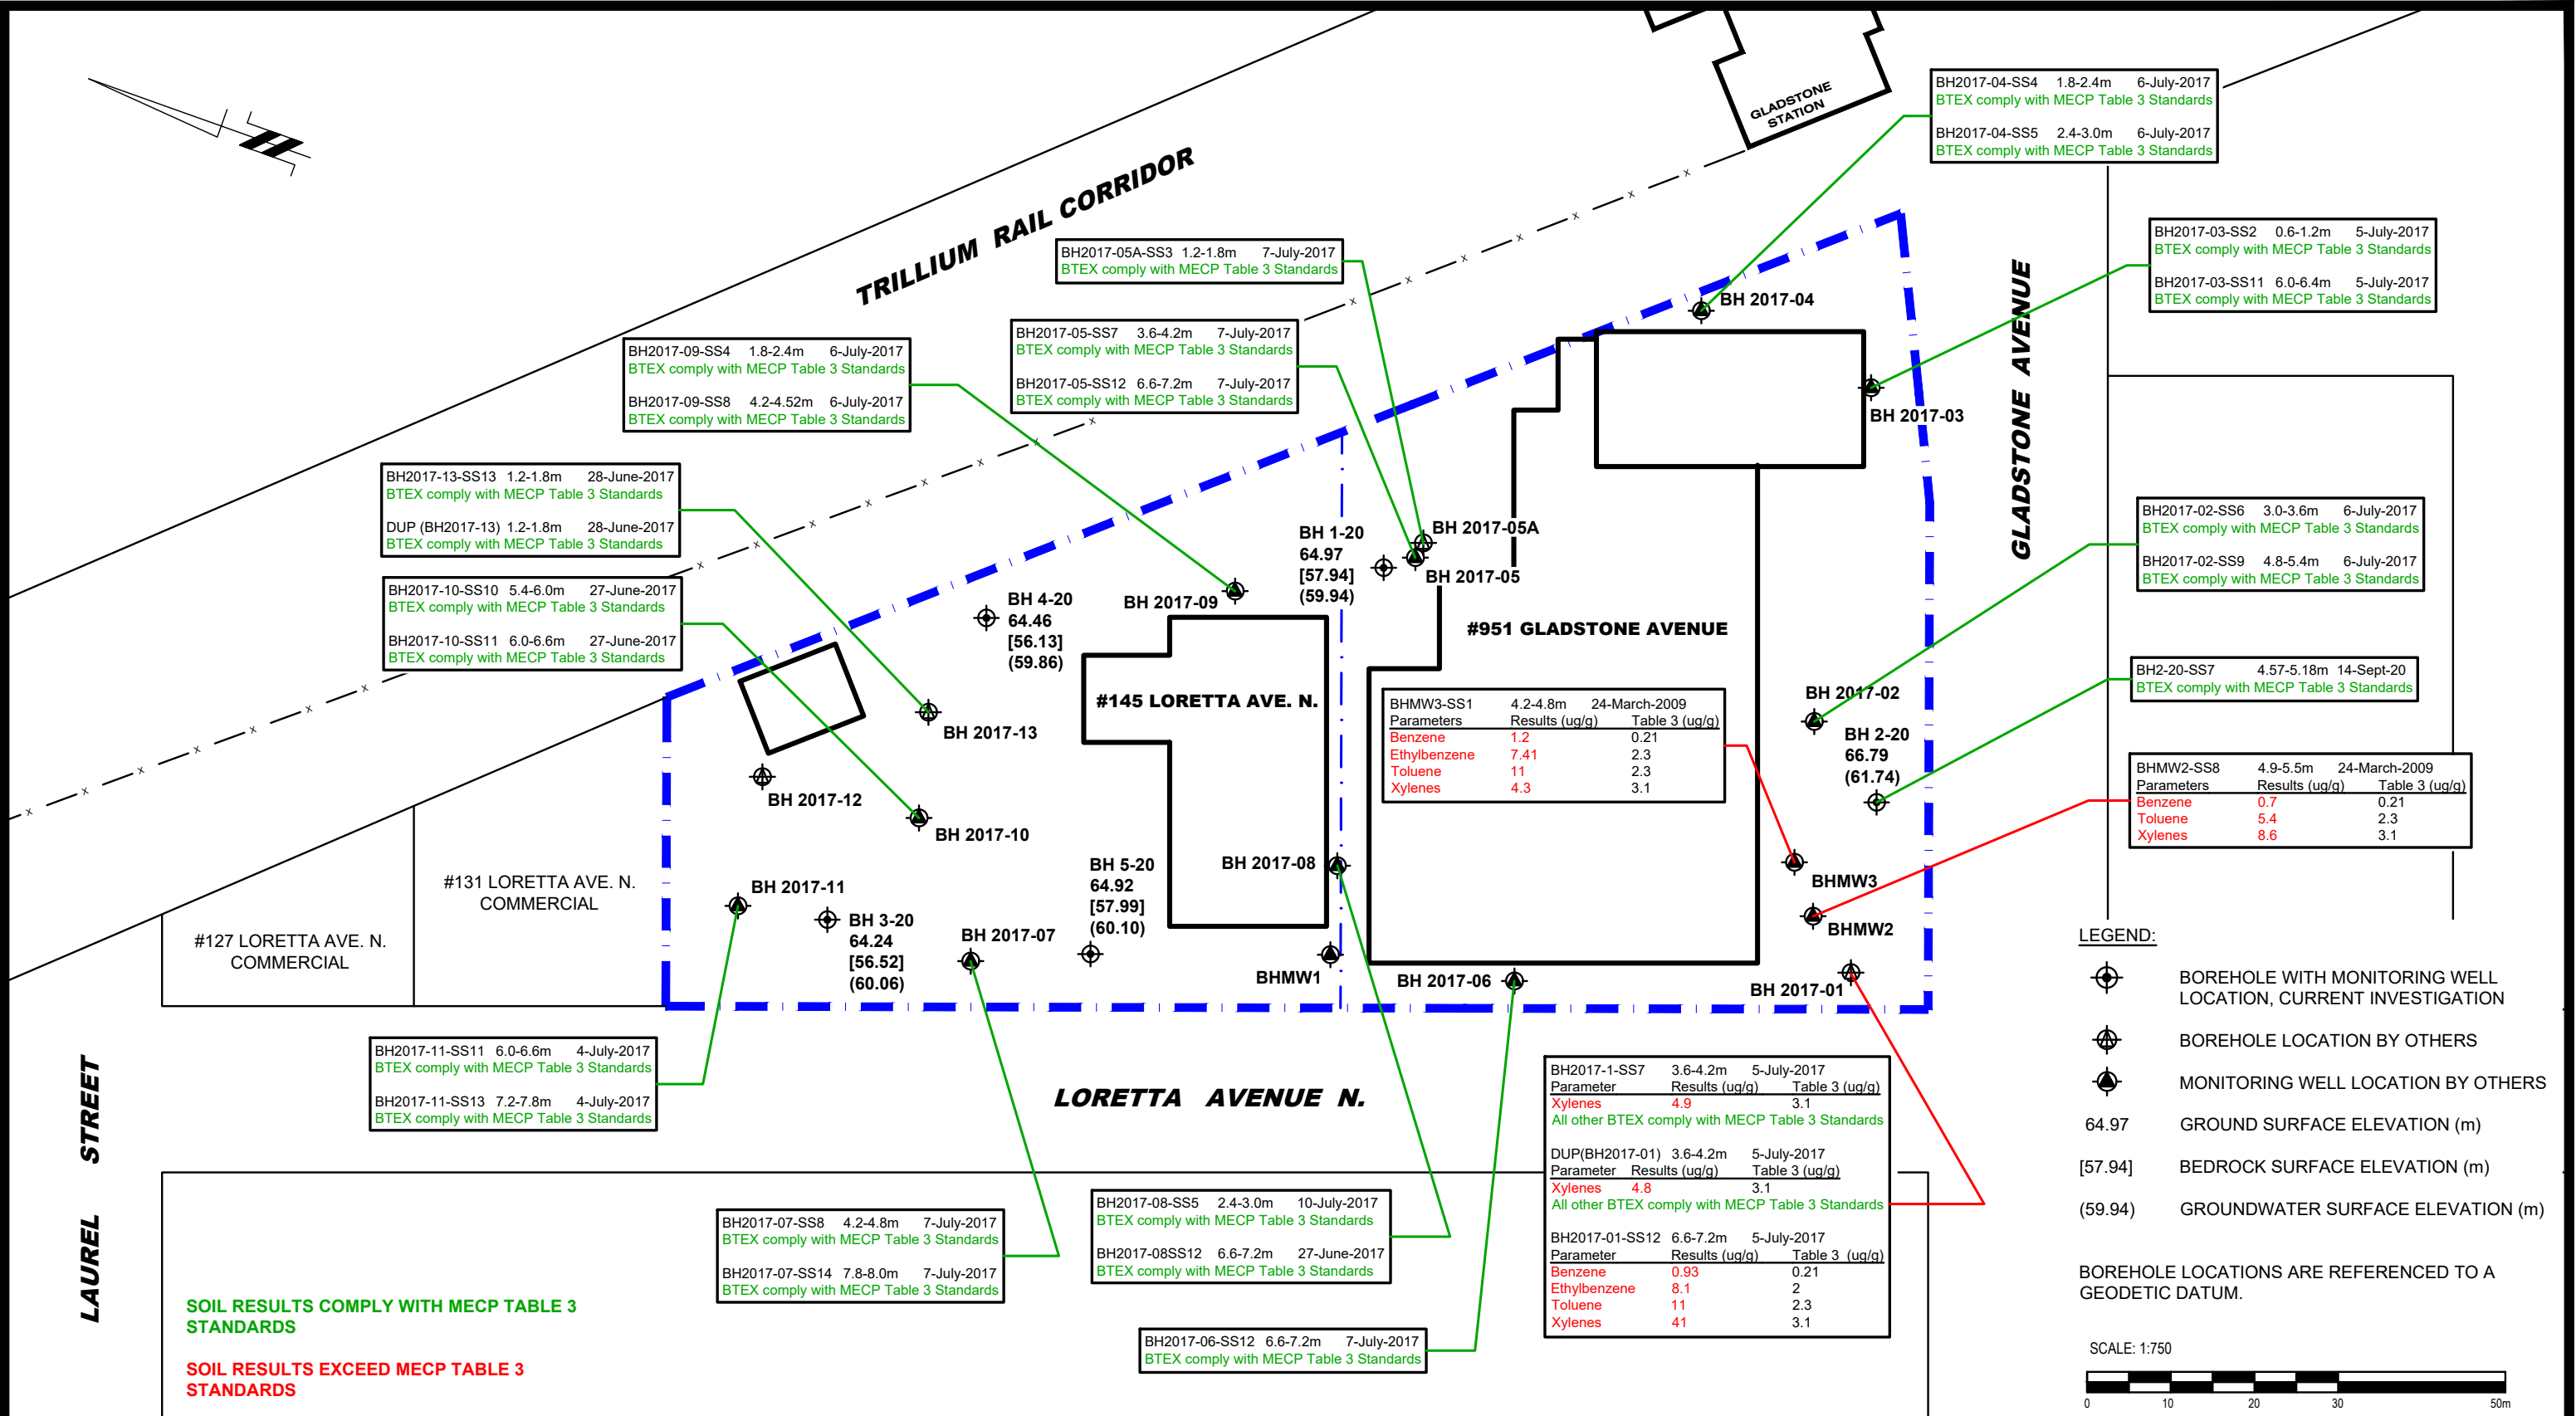 GLADSTONE
STATION
TRILLIUM RAIL CORRIDOR
BH2017-04-SS4 1.8-2.4m 6-July-2017
BTEX comply with MECP Table 3 Standards
BH2017-04-SS5 2.4-3.0m 6-July-2017
BTEX comply with MECP Table 3 Standards
BH2017-03-SS2 0.6-1.2m 5-July-2017
BTEX comply with MECP Table 3 Standards
BH2017-03-SS11 6.0-6.4m 5-July-2017
BTEX comply with MECP Table 3 Standards
BH2017-05A-SS3 1.2-1.8m 7-July-2017
BTEX comply with MECP Table 3 Standards
BH2017-05-SS7 3.6-4.2m 7-July-2017
BTEX comply with MECP Table 3 Standards
BH2017-05-SS12 6.6-7.2m 7-July-2017
BTEX comply with MECP Table 3 Standards
BH2017-09-SS4 1.8-2.4m 6-July-2017
BTEX comply with MECP Table 3 Standards
BH2017-09-SS8 4.2-4.52m 6-July-2017
BTEX comply with MECP Table 3 Standards
BH2017-13-SS13 1.2-1.8m 28-June-2017
BTEX comply with MECP Table 3 Standards
DUP (BH2017-13) 1.2-1.8m 28-June-2017
BTEX comply with MECP Table 3 Standards
BH2017-10-SS10 5.4-6.0m 27-June-2017
BTEX comply with MECP Table 3 Standards
BH2017-10-SS11 6.0-6.6m 27-June-2017
BTEX comply with MECP Table 3 Standards
BH 2017-04
BH 2017-03
GLADSTONE AVENUE
BH2017-02-SS6 3.0-3.6m 6-July-2017
BTEX comply with MECP Table 3 Standards
BH2017-02-SS9 4.8-5.4m 6-July-2017
BTEX comply with MECP Table 3 Standards
BH2-20-SS7 4.57-5.18m 14-Sept-20
BTEX comply with MECP Table 3 Standards
BHMW2-SS8 4.9-5.5m 24-March-2009
Parameters Results (ug/g) Table 3 (ug/g)
Benzene 0.7 0.21
Toluene 5.4 2.3
Xylenes 8.6 3.1
BH 1-20
64.97
[57.94]
(59.94)
BH 2017-05A
BH 2017-05
BH 2017-09
BH 4-20
64.46
[56.13]
(59.86)
#951 GLADSTONE AVENUE
#145 LORETTA AVE. N.
BHMW3-SS1 4.2-4.8m 24-March-2009
Parameters Results (ug/g) Table 3 (ug/g)
Benzene 1.2 0.21
Ethylbenzene 7.41 2.3
Toluene 11 2.3
Xylenes 4.3 3.1
BH 2017-02
BH 2-20
66.79
(61.74)
BH 2017-13
BH 2017-12
BH 2017-10
BH 2017-11
BH 3-20
64.24
[56.52]
(60.06)
BH 2017-07
BH 5-20
64.92
[57.99]
(60.10)
BH 2017-08
BHMW1
BH 2017-06
BHMW3
BHMW2
BH 2017-01
#131 LORETTA AVE. N.
COMMERCIAL
#127 LORETTA AVE. N.
COMMERCIAL
LORETTA AVENUE N.
LAUREL STREET
BH2017-11-SS11 6.0-6.6m 4-July-2017
BTEX comply with MECP Table 3 Standards
BH2017-11-SS13 7.2-7.8m 4-July-2017
BTEX comply with MECP Table 3 Standards
BH2017-07-SS8 4.2-4.8m 7-July-2017
BTEX comply with MECP Table 3 Standards
BH2017-07-SS14 7.8-8.0m 7-July-2017
BTEX comply with MECP Table 3 Standards
BH2017-08-SS5 2.4-3.0m 10-July-2017
BTEX comply with MECP Table 3 Standards
BH2017-08SS12 6.6-7.2m 27-June-2017
BTEX comply with MECP Table 3 Standards
BH2017-06-SS12 6.6-7.2m 7-July-2017
BTEX comply with MECP Table 3 Standards
BH2017-1-SS7 3.6-4.2m 5-July-2017
Parameter Results (ug/g) Table 3 (ug/g)
Xylenes 4.9 3.1
All other BTEX comply with MECP Table 3 Standards
DUP(BH2017-01) 3.6-4.2m 5-July-2017
Parameter Results (ug/g) Table 3 (ug/g)
Xylenes 4.8 3.1
All other BTEX comply with MECP Table 3 Standards
BH2017-01-SS12 6.6-7.2m 5-July-2017
Parameter Results (ug/g) Table 3 (ug/g)
Benzene 0.93 0.21
Ethylbenzene 8.1 2
Toluene 11 2.3
Xylenes 41 3.1
SOIL RESULTS COMPLY WITH MECP TABLE 3
STANDARDS
SOIL RESULTS EXCEED MECP TABLE 3
STANDARDS
LEGEND:
BOREHOLE WITH MONITORING WELL
LOCATION, CURRENT INVESTIGATION
BOREHOLE LOCATION BY OTHERS
MONITORING WELL LOCATION BY OTHERS
64.97 GROUND SURFACE ELEVATION (m)
[57.94] BEDROCK SURFACE ELEVATION (m)
(59.94) GROUNDWATER SURFACE ELEVATION (m)
BOREHOLE LOCATIONS ARE REFERENCED TO A
GEODETIC DATUM.
SCALE: 1:750
0 10 20 30 50m